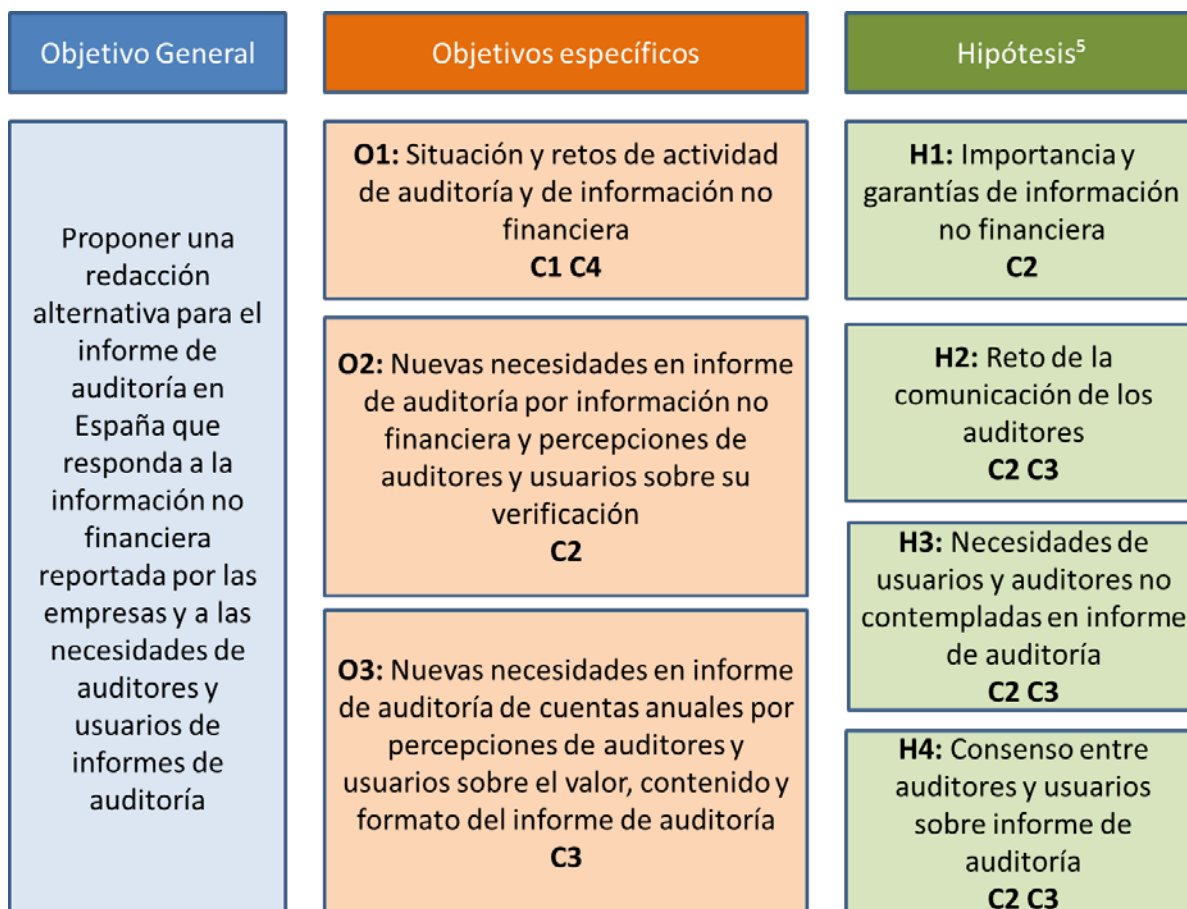 Objetivo General
Proponer una
redacción
alternativa para el
informe de
auditoría en
España que
responda a la
información no
financiera
reportada por las
empresas y a las
necesidades de
auditores y
usuarios de
informes de
auditoría
Objetivos específicos
O1: Situación y retos de actividad
de auditoría y de información no
financiera
C1 C4
O2: Nuevas necesidades en informe
de auditoría por información no
financiera y percepciones de
auditores y usuarios sobre su
verificación
C2
O3: Nuevas necesidades en informe
de auditoría de cuentas anuales por
percepciones de auditores y
usuarios sobre el valor, contenido y
formato del informe de auditoría
C3
Hipótesis⁵
H1: Importancia y
garantías de información
no financiera
C2
H2: Reto de la
comunicación de los
auditores
C2 C3
H3: Necesidades de
usuarios y auditores no
contempladas en informe
de auditoría
C2 C3
H4: Consenso entre
auditores y usuarios
sobre informe de
auditoría
C2 C3